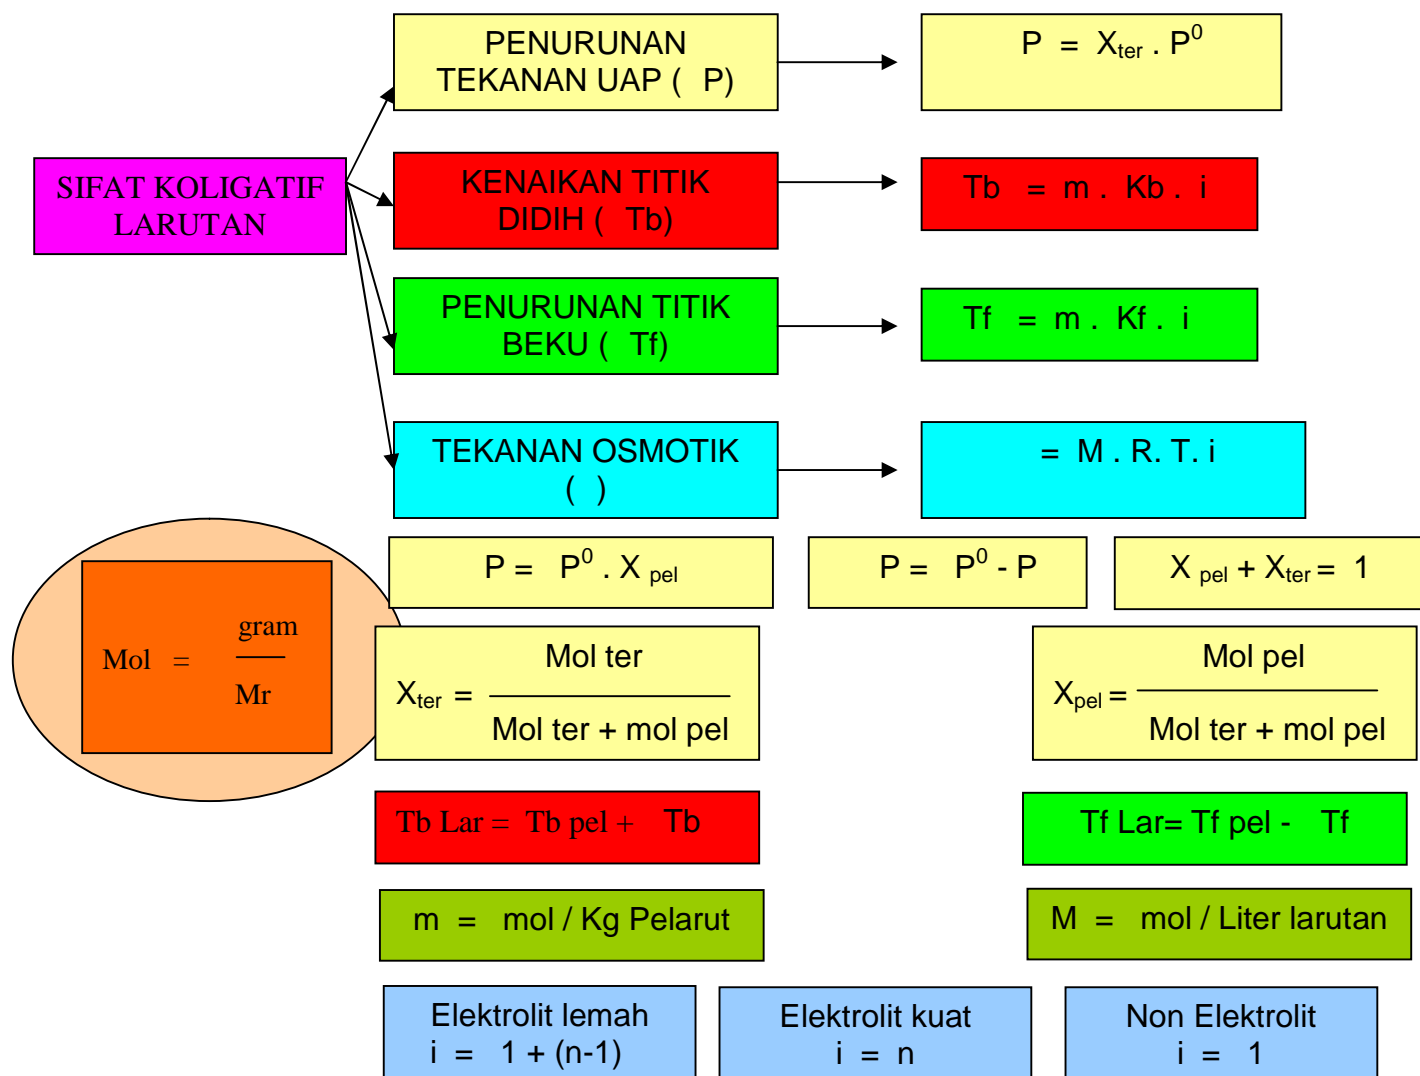 PENURUNAN
TEKANAN UAP (  P)
P = Xter . P⁰
SIFAT KOLIGATIF
LARUTAN
KENAIKAN TITIK
DIDIH (  Tb)
Tb = m . Kb . i
PENURUNAN TITIK
BEKU (  Tf)
Tf = m . Kf . i
TEKANAN OSMOTIK
(  )
= M . R. T. i
P = P⁰ . X pel
P = P⁰ - P
X pel + Xter = 1
Mol = gram
Mr
Xter = Mol ter
Mol ter + mol pel
Xpel = Mol pel
Mol ter + mol pel
Tb Lar = Tb pel +  Tb
Tf Lar= Tf pel -  Tf
m = mol / Kg Pelarut
M = mol / Liter larutan
Elektrolit lemah
i = 1 + (n-1)
Elektrolit kuat
i = n
Non Elektrolit
i = 1